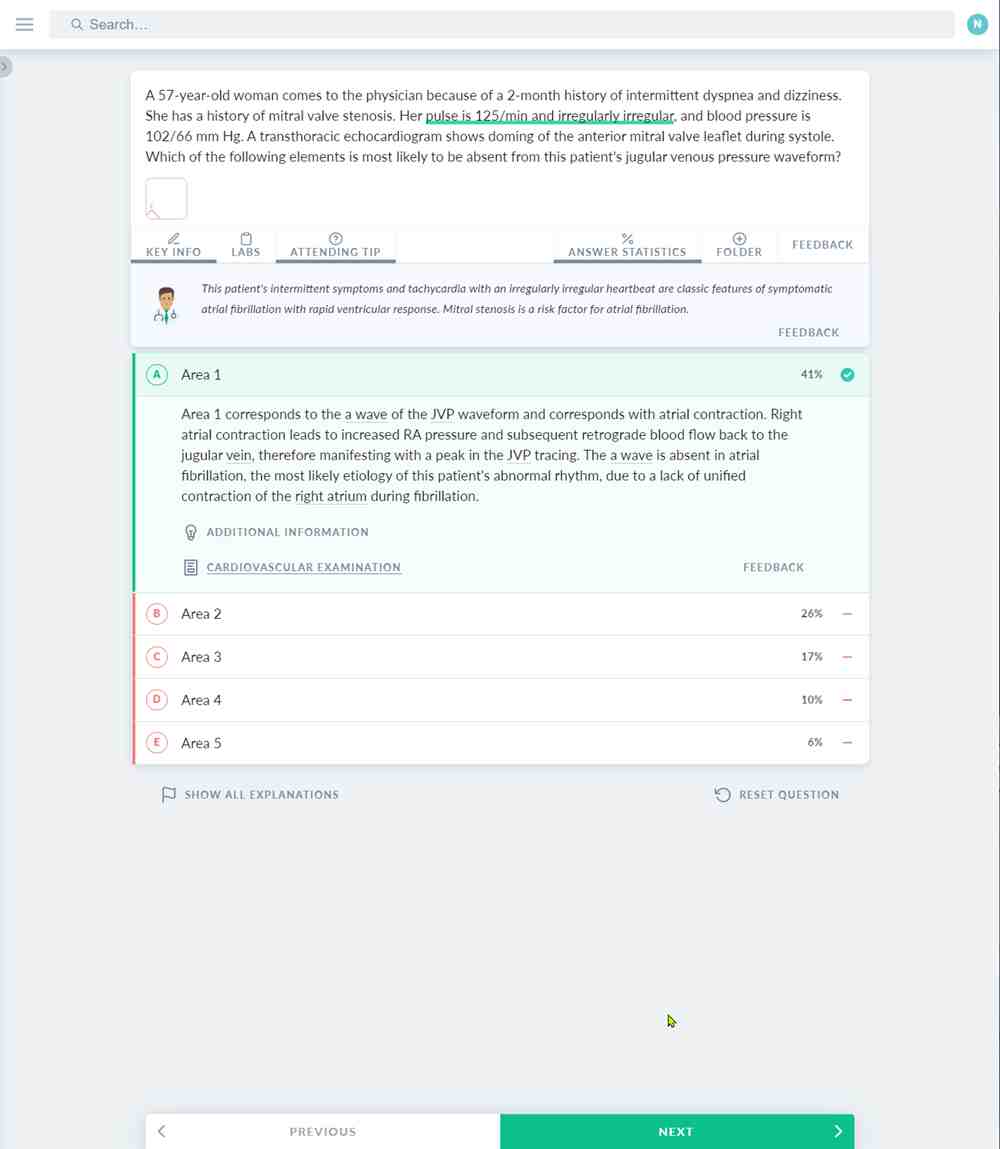 Search...
N
A 57-year-old woman comes to the physician because of a 2-month history of intermittent dyspnea and dizziness.
She has a history of mitral valve stenosis. Her pulse is 125/min and irregularly irregular, and blood pressure is
102/66 mm Hg. A transthoracic echocardiogram shows doming of the anterior mitral valve leaflet during systole.
Which of the following elements is most likely to be absent from this patient's jugular venous pressure waveform?
KEY INFO
LABS
ATTENDING TIP
ANSWER STATISTICS
FOLDER
FEEDBACK
This patient's intermittent symptoms and tachycardia with an irregularly irregular heartbeat are classic features of symptomatic
atrial fibrillation with rapid ventricular response. Mitral stenosis is a risk factor for atrial fibrillation.
FEEDBACK
A Area 1 41%
Area 1 corresponds to the a wave of the JVP waveform and corresponds with atrial contraction. Right
atrial contraction leads to increased RA pressure and subsequent retrograde blood flow back to the
jugular vein, therefore manifesting with a peak in the JVP tracing. The a wave is absent in atrial
fibrillation, the most likely etiology of this patient's abnormal rhythm, due to a lack of unified
contraction of the right atrium during fibrillation.
ADDITIONAL INFORMATION
CARDIOVASCULAR EXAMINATION FEEDBACK
B Area 2 26% –
C Area 3 17% –
D Area 4 10% –
E Area 5 6% –
SHOW ALL EXPLANATIONS RESET QUESTION
PREVIOUS NEXT